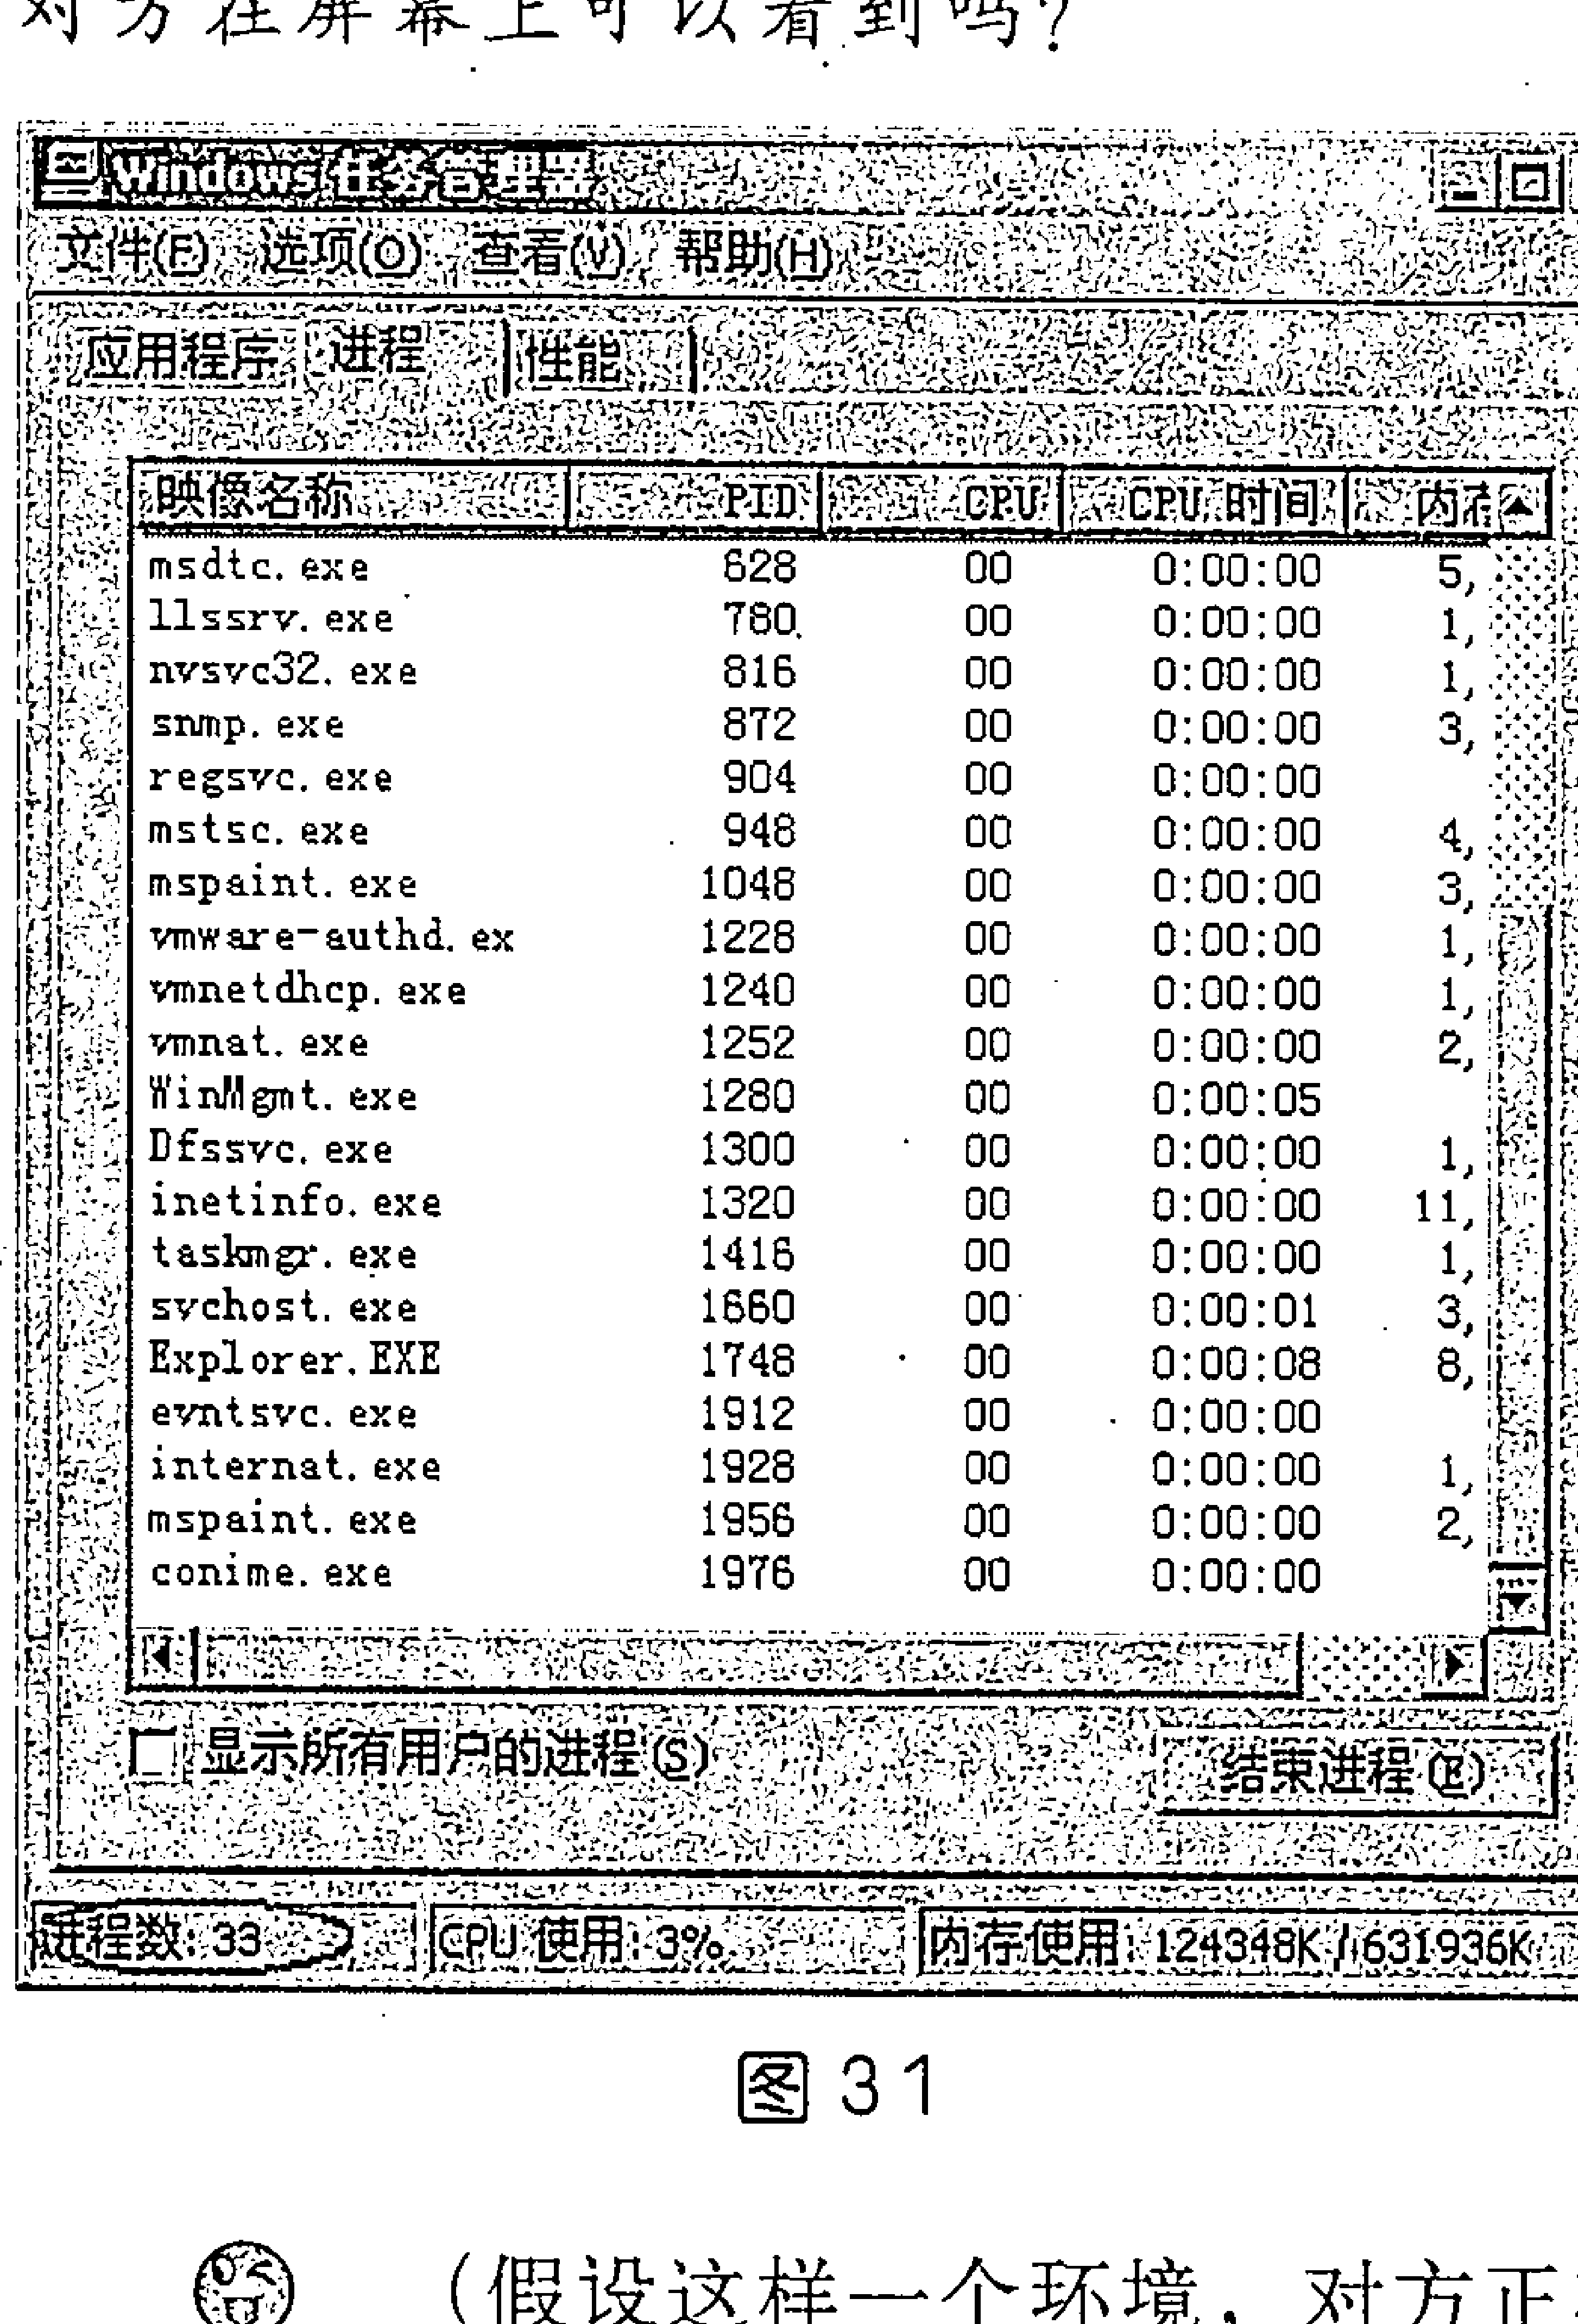 对方在屏幕上可以看到吗？
Windows 任务管理器
文件(F) 选项(O) 查看(V) 帮助(H)
应用程序 进程 性能
映像名称 PID CPU CPU 时间 内存
msdtc.exe 628 00 0:00:00 5,
llssrv.exe 780 00 0:00:00 1,
nvsvc32.exe 816 00 0:00:00 1,
snmp.exe 872 00 0:00:00 3,
regsvc.exe 904 00 0:00:00
mstsc.exe 948 00 0:00:00 4,
mspaint.exe 1048 00 0:00:00 3,
vmware-authd.ex 1228 00 0:00:00 1,
vmnetdhcp.exe 1240 00 0:00:00 1,
vmnat.exe 1252 00 0:00:00 2,
WinMgmt.exe 1280 00 0:00:05
Dfssvc.exe 1300 00 0:00:00 1,
inetinfo.exe 1320 00 0:00:00 11,
taskmgr.exe 1416 00 0:00:00 1,
svchost.exe 1660 00 0:00:01 3,
Explorer.EXE 1748 00 0:00:08 8,
evntsvc.exe 1912 00 0:00:00
internat.exe 1928 00 0:00:00 1,
mspaint.exe 1956 00 0:00:00 2,
conime.exe 1976 00 0:00:00
显示所有用户的进程(S) 结束进程(E)
进程数: 33 CPU 使用: 3% 内存使用: 124348K / 631936K
图 31
（假设这样一个环境，对方正